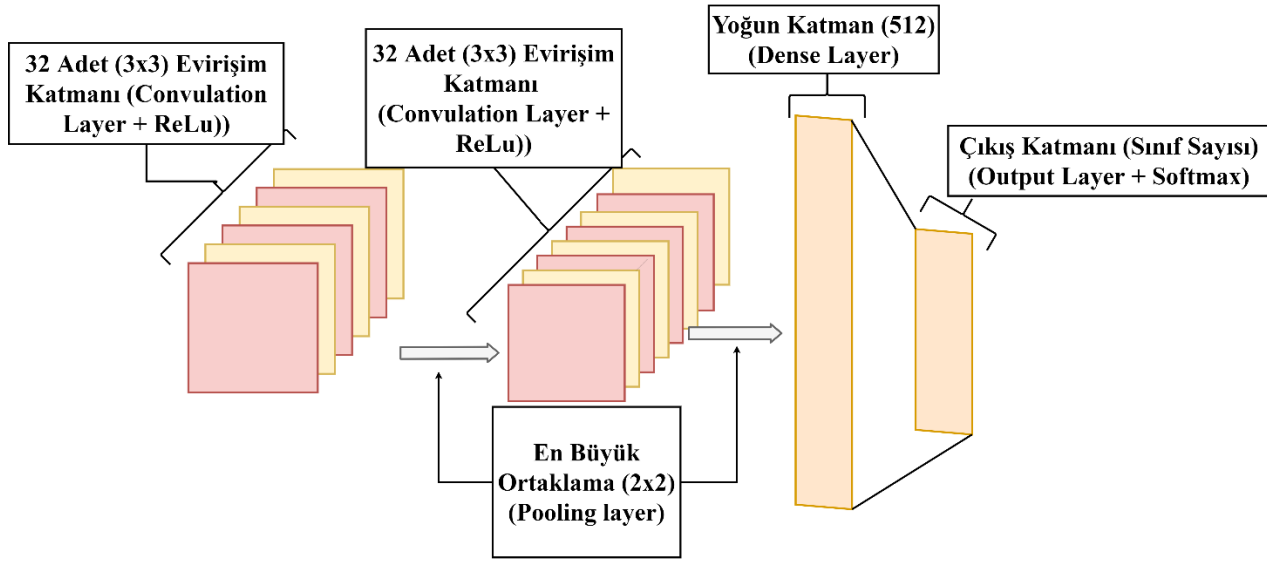 32 Adet (3x3) Evirişim
Katmanı (Convulation
Layer + ReLu))
32 Adet (3x3) Evirişim
Katmanı
(Convulation Layer +
ReLu))
Yoğun Katman (512)
(Dense Layer)
Çıkış Katmanı (Sınıf Sayısı)
(Output Layer + Softmax)
En Büyük
Ortaklama (2x2)
(Pooling layer)